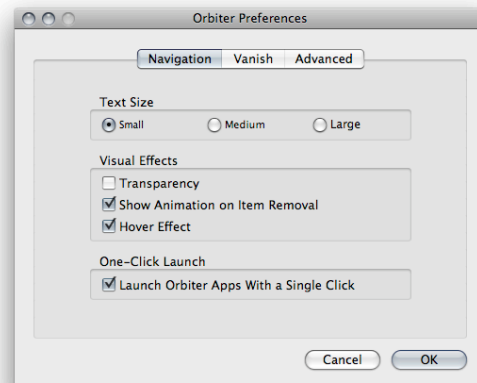 Orbiter Preferences
Navigation Vanish Advanced
Text Size
Small Medium Large
Visual Effects
Transparency
Show Animation on Item Removal
Hover Effect
One-Click Launch
Launch Orbiter Apps With a Single Click
Cancel OK